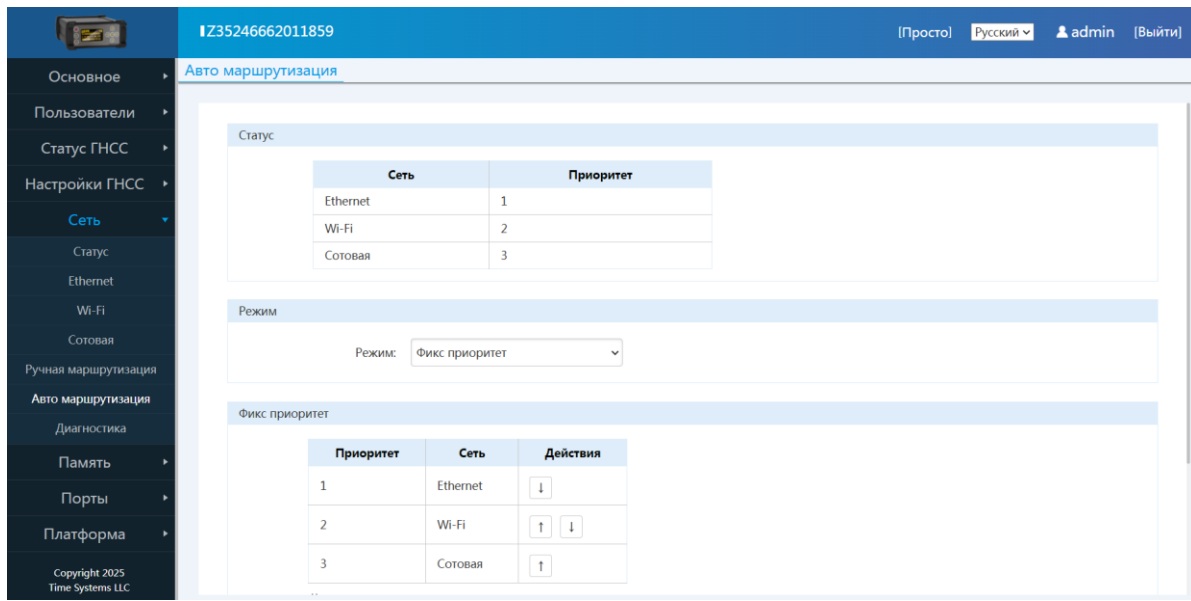 IZ35246662011859
[Просто]
Русский
admin
[Выйти]
Основное
Пользователи
Статус ГНСС
Настройки ГНСС
Сеть
Статус
Ethernet
Wi-Fi
Сотовая
Ручная маршрутизация
Авто маршрутизация
Диагностика
Память
Порты
Платформа
Copyright 2025
Time Systems LLC
Авто маршрутизация
Статус
Сеть Приоритет
Ethernet 1
Wi-Fi 2
Сотовая 3
Режим
Режим: Фикс приоритет
Фикс приоритет
Приоритет Сеть Действия
1 Ethernet ↓
2 Wi-Fi ↑ ↓
3 Сотовая ↑